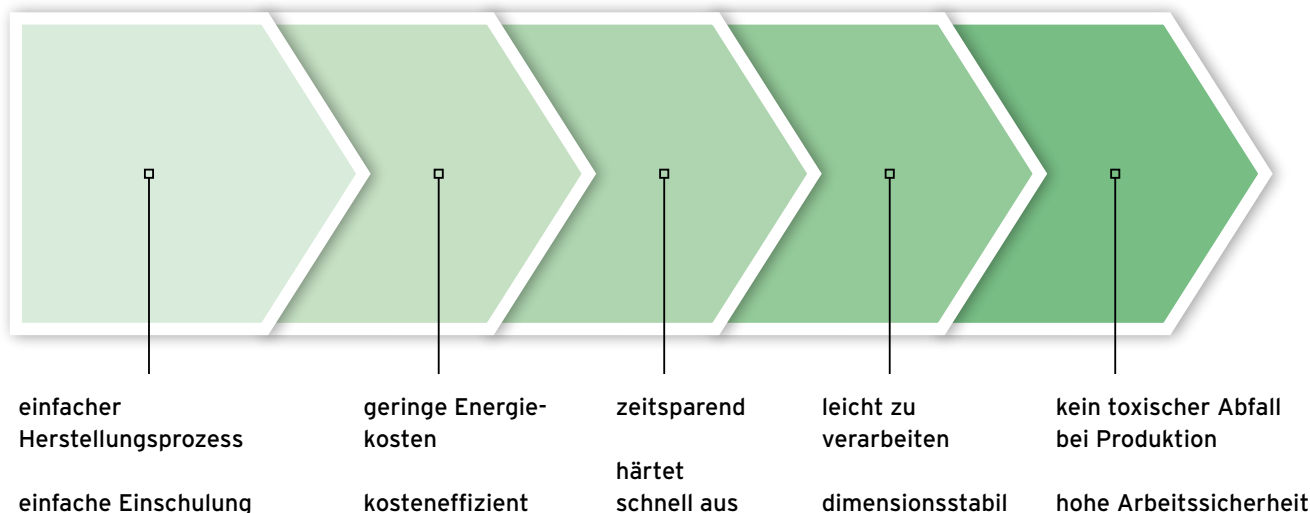 einfacher
Herstellungsprozess
einfache Einschulung
geringe Energie-
kosten
kosteneffizient
zeitsparend
härtet
schnell aus
leicht zu
verarbeiten
dimensionsstabil
kein toxischer Abfall
bei Produktion
hohe Arbeitssicherheit